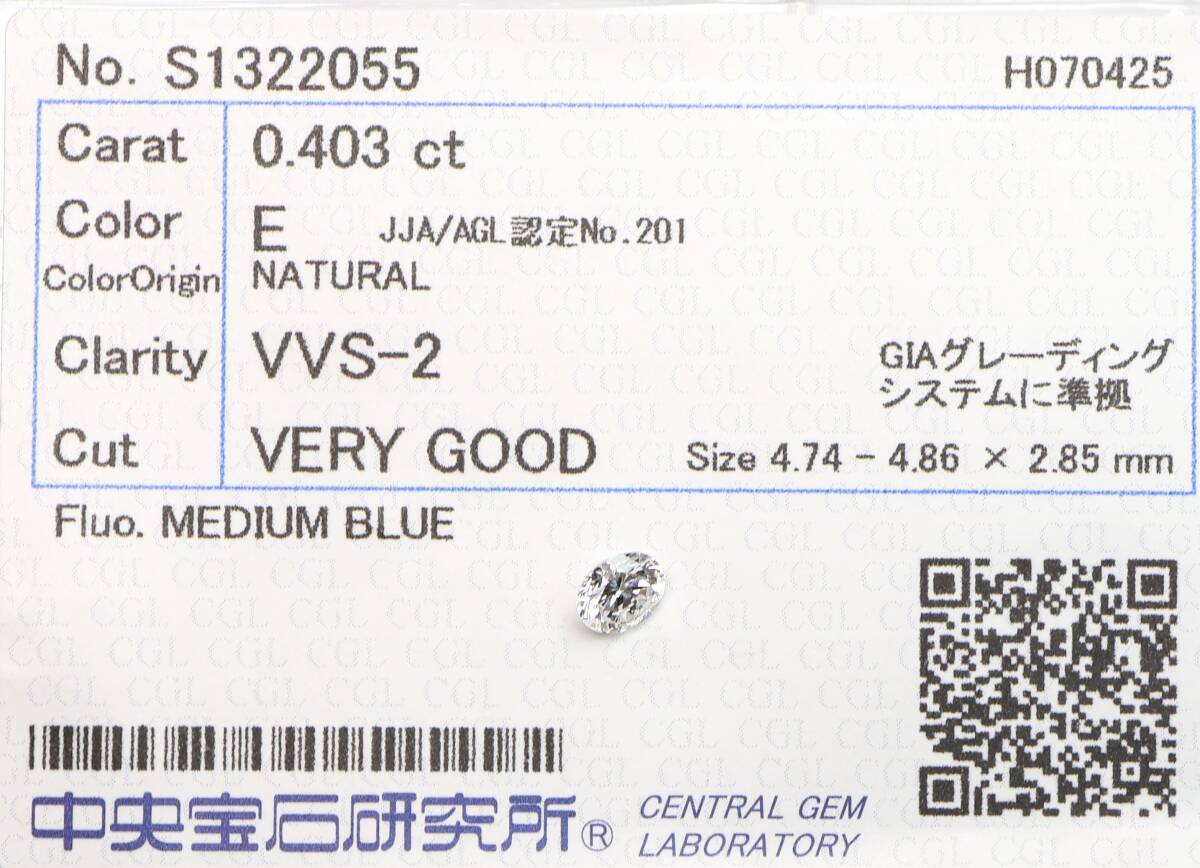 No. S1322055
H070425
Carat 0.403 ct
Color E JJA/AGL認定No.201
ColorOrigin NATURAL
Clarity VVS-2
GIAグレーディング
システムに準拠
Cut VERY GOOD Size 4.74 - 4.86 × 2.85 mm
Fluo. MEDIUM BLUE
中央宝石研究所®
CENTRAL GEM
LABORATORY